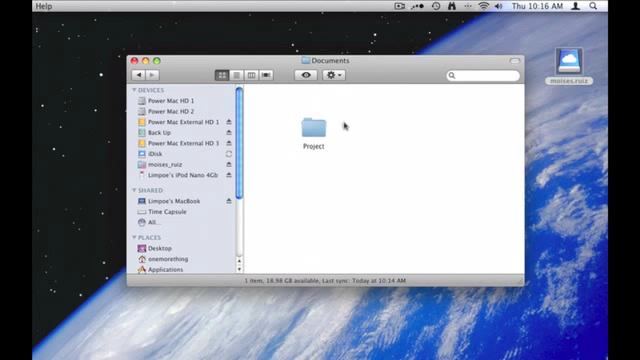 Help
Thu 10:16 AM
Documents
moises.ruiz
DEVICES
Power Mac HD 1
Power Mac HD 2
Power Mac External HD 1
Back Up
Power Mac External HD 3
iDisk
moises_ruiz
Limpoe's iPod Nano 4Gb
SHARED
Limpoe's MacBook
Time Capsule
All...
PLACES
Desktop
onemorething
Applications
Project
1 item, 18.98 GB available, Last sync: Today at 10:14 AM